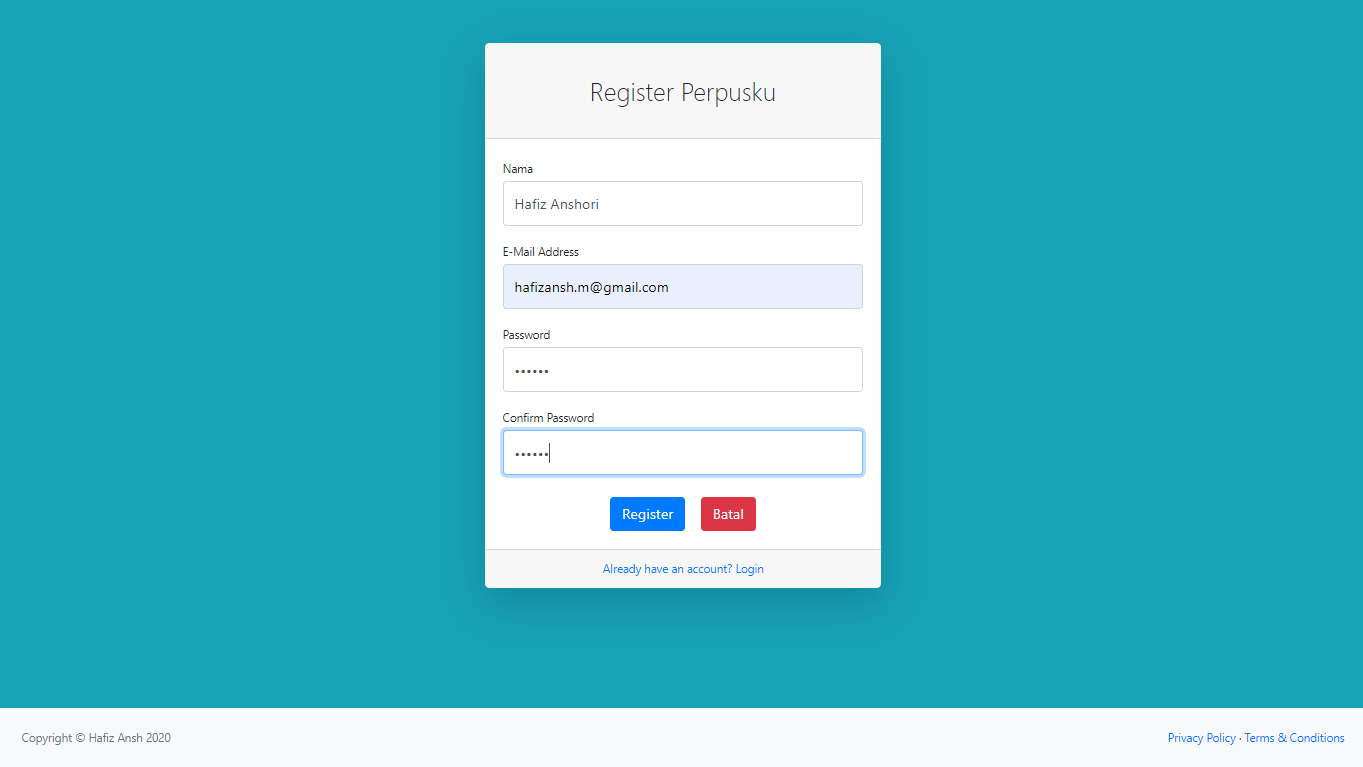 Register Perpusku
Nama
Hafiz Anshori
E-Mail Address
hafizansh.m@gmail.com
Password
••••••
Confirm Password
••••••
Register Batal
Already have an account? Login
Copyright © Hafiz Ansh 2020 Privacy Policy · Terms & Conditions